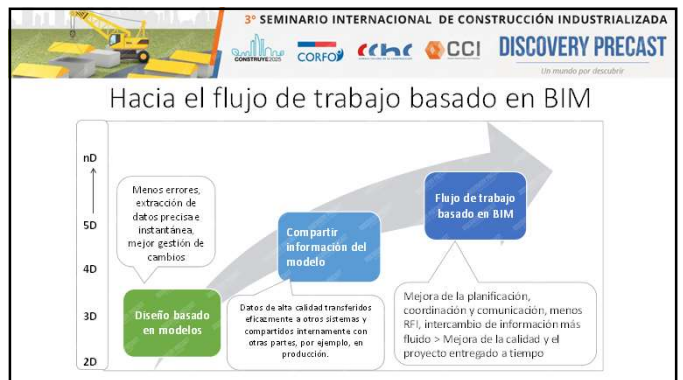 3º SEMINARIO INTERNACIONAL DE CONSTRUCCIÓN INDUSTRIALIZADA
CONSTRUYE2025
CORFO
cchc
CCI
DISCOVERY PRECAST
Un mundo por descubrir
Hacia el flujo de trabajo basado en BIM
nD
5D
4D
3D
2D
Menos errores,
extracción de
datos precisa e
instantánea,
mejor gestión de
cambios
Diseño basado
en modelos
Compartir
información del
modelo
Datos de alta calidad transferidos
eficazmente a otros sistemas y
compartidos internamente con
otras partes, por ejemplo, en
producción.
Flujo de trabajo
basado en BIM
Mejora de la planificación,
coordinación y comunicación, menos
RFI, intercambio de información más
fluido > Mejora de la calidad y el
proyecto entregado a tiempo